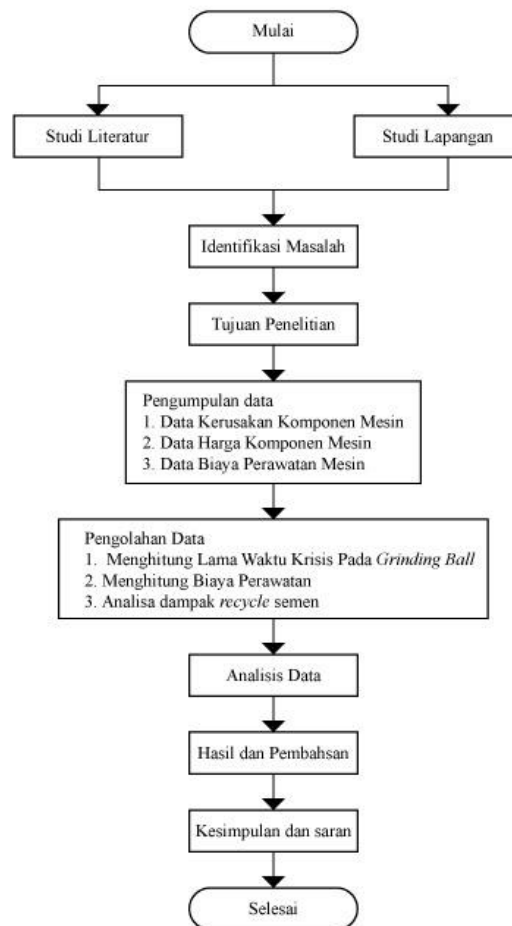 Mulai
Studi Literatur
Studi Lapangan
Identifikasi Masalah
Tujuan Penelitian
Pengumpulan data
1. Data Kerusakan Komponen Mesin
2. Data Harga Komponen Mesin
3. Data Biaya Perawatan Mesin
Pengolahan Data
1. Menghitung Lama Waktu Krisis Pada Grinding Ball
2. Menghitung Biaya Perawatan
3. Analisa dampak recycle semen
Analisis Data
Hasil dan Pembahsan
Kesimpulan dan saran
Selesai